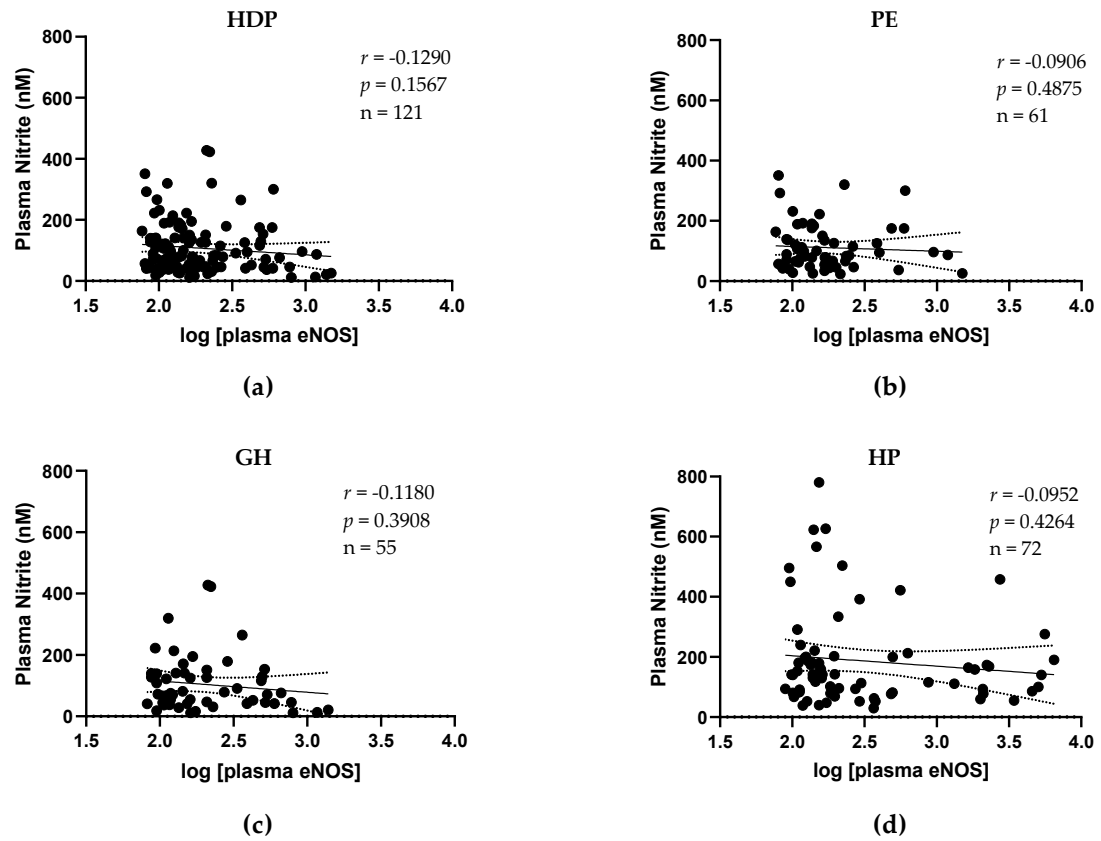 HDP
r = -0.1290
p = 0.1567
n = 121
Plasma Nitrite (nM)
800
600
400
200
0
1.5 2.0 2.5 3.0 3.5 4.0
log [plasma eNOS]
(a)
PE
r = -0.0906
p = 0.4875
n = 61
Plasma Nitrite (nM)
800
600
400
200
0
1.5 2.0 2.5 3.0 3.5 4.0
log [plasma eNOS]
(b)
GH
r = -0.1180
p = 0.3908
n = 55
Plasma Nitrite (nM)
800
600
400
200
0
1.5 2.0 2.5 3.0 3.5 4.0
log [plasma eNOS]
(c)
HP
r = -0.0952
p = 0.4264
n = 72
Plasma Nitrite (nM)
800
600
400
200
0
1.5 2.0 2.5 3.0 3.5 4.0
log [plasma eNOS]
(d)